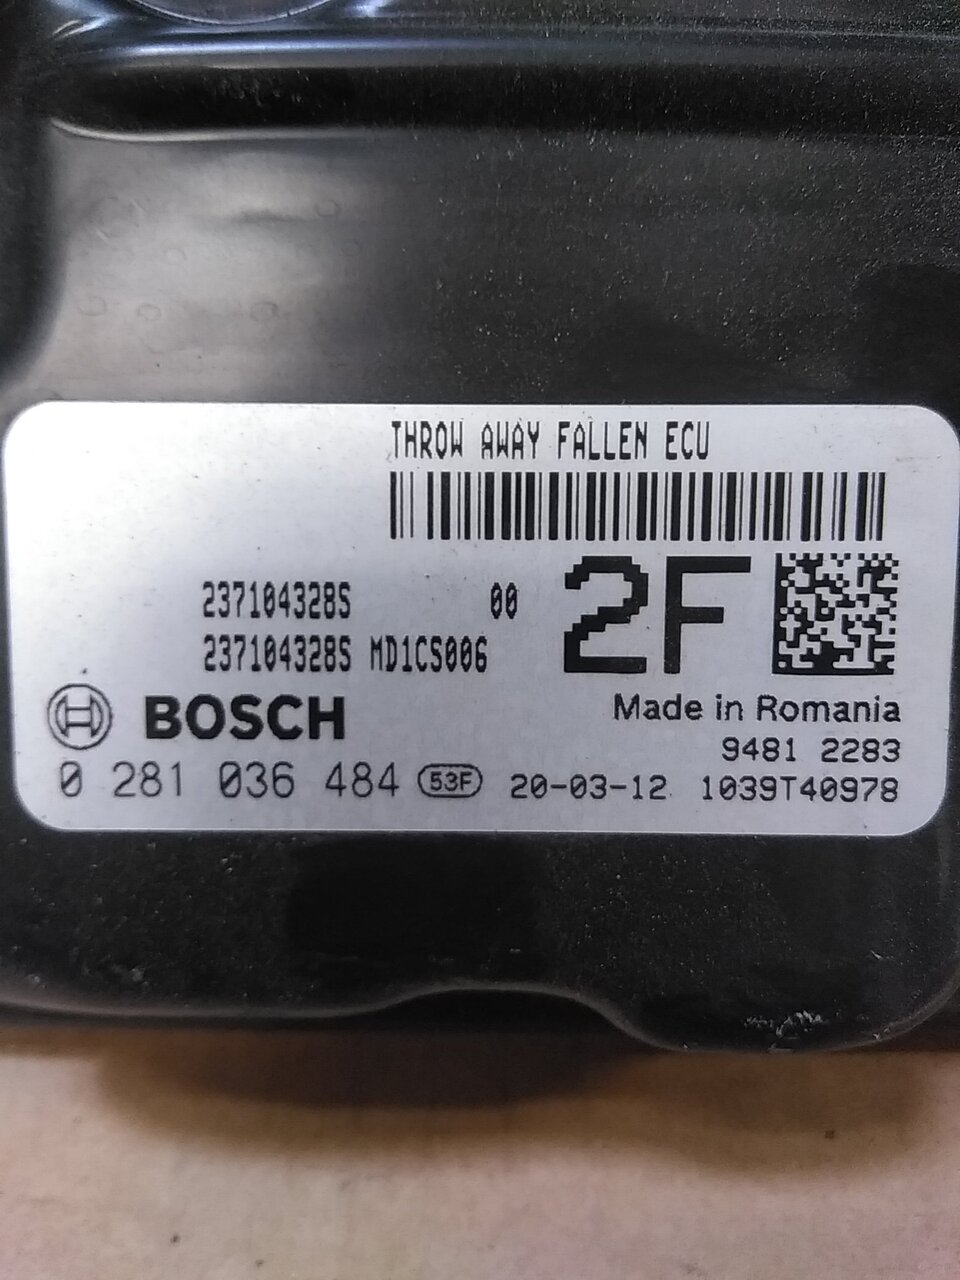 THROW AWAY FALLEN ECU
237104328S 00
237104328S MD1CS006
2F
BOSCH
Made in Romania
9481 2283
0 281 036 484 53F 20-03-12 1039T40978